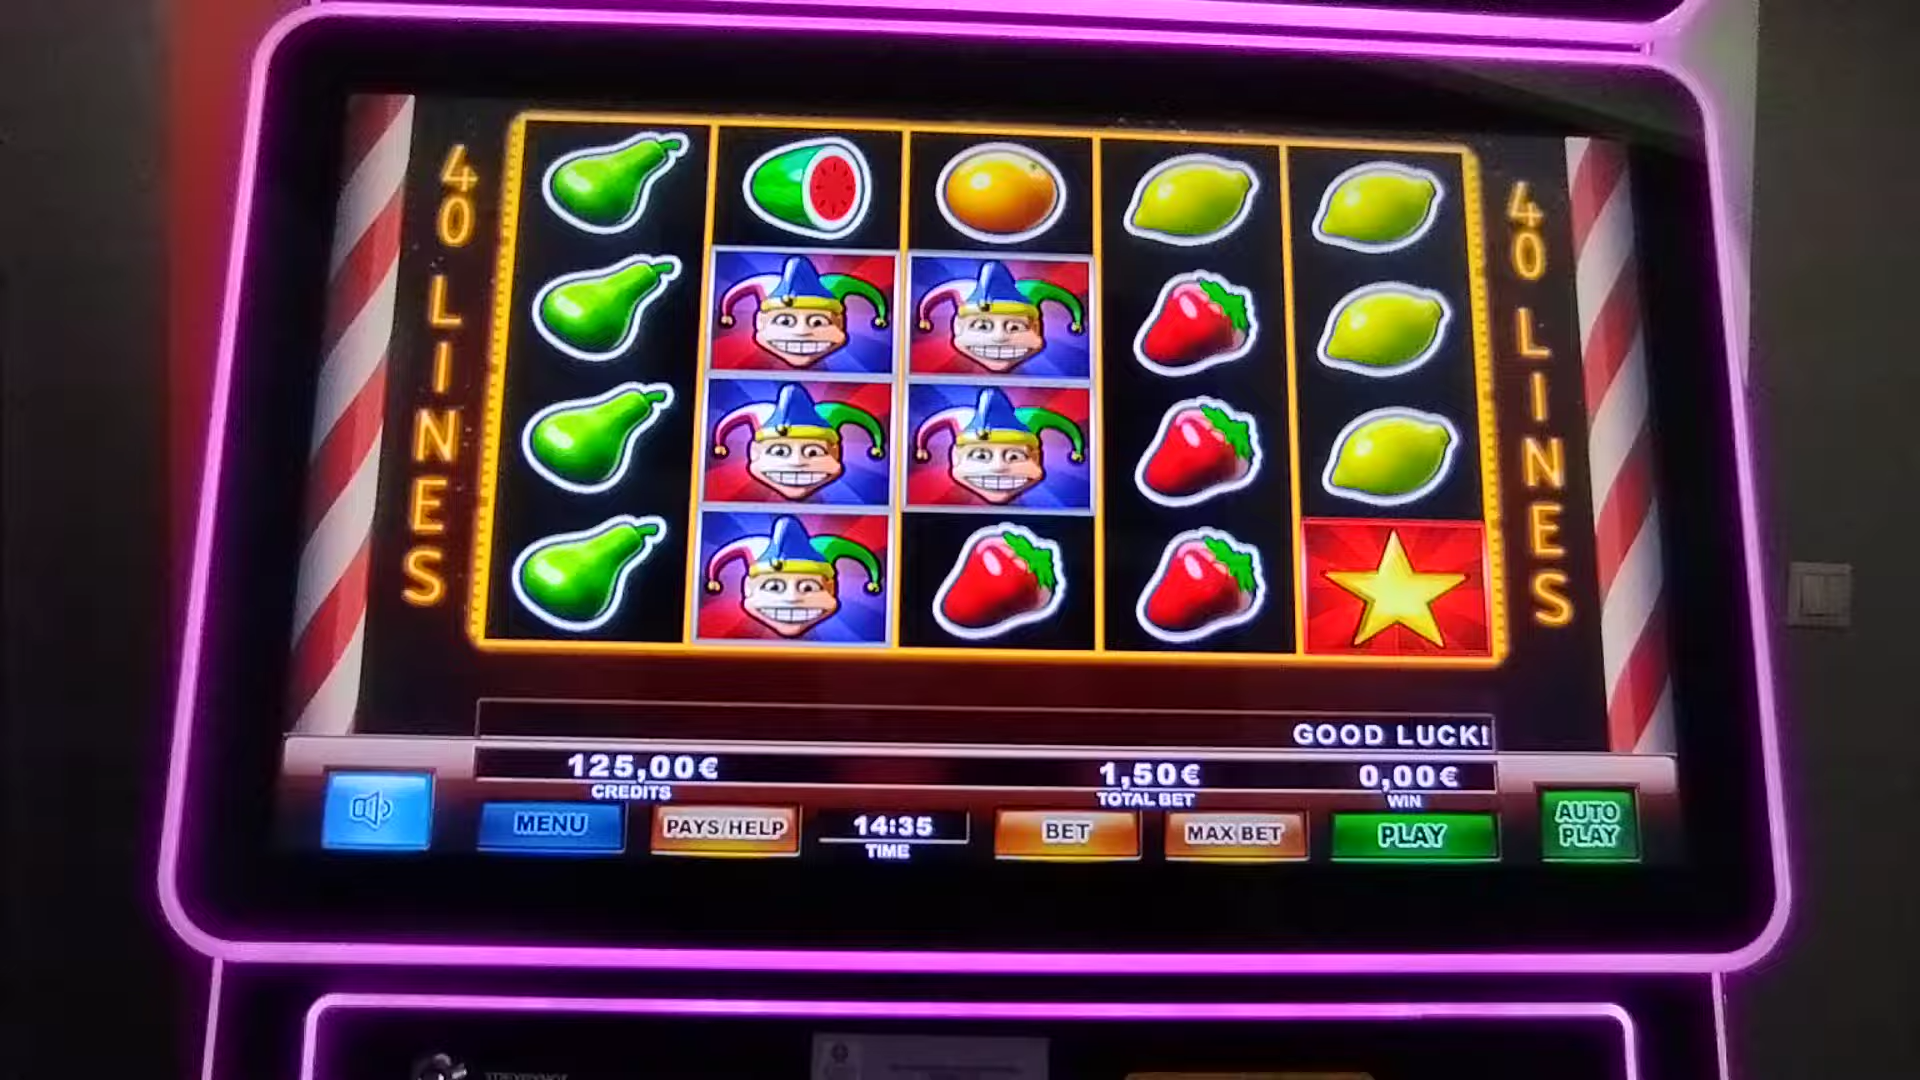 40 LINES
40 LINES
GOOD LUCK!
125,00€
CREDITS
1,50€
TOTAL BET
0,00€
WIN
MENU
PAYS/HELP
14:35
TIME
BET
MAX BET
PLAY
AUTO
PLAY